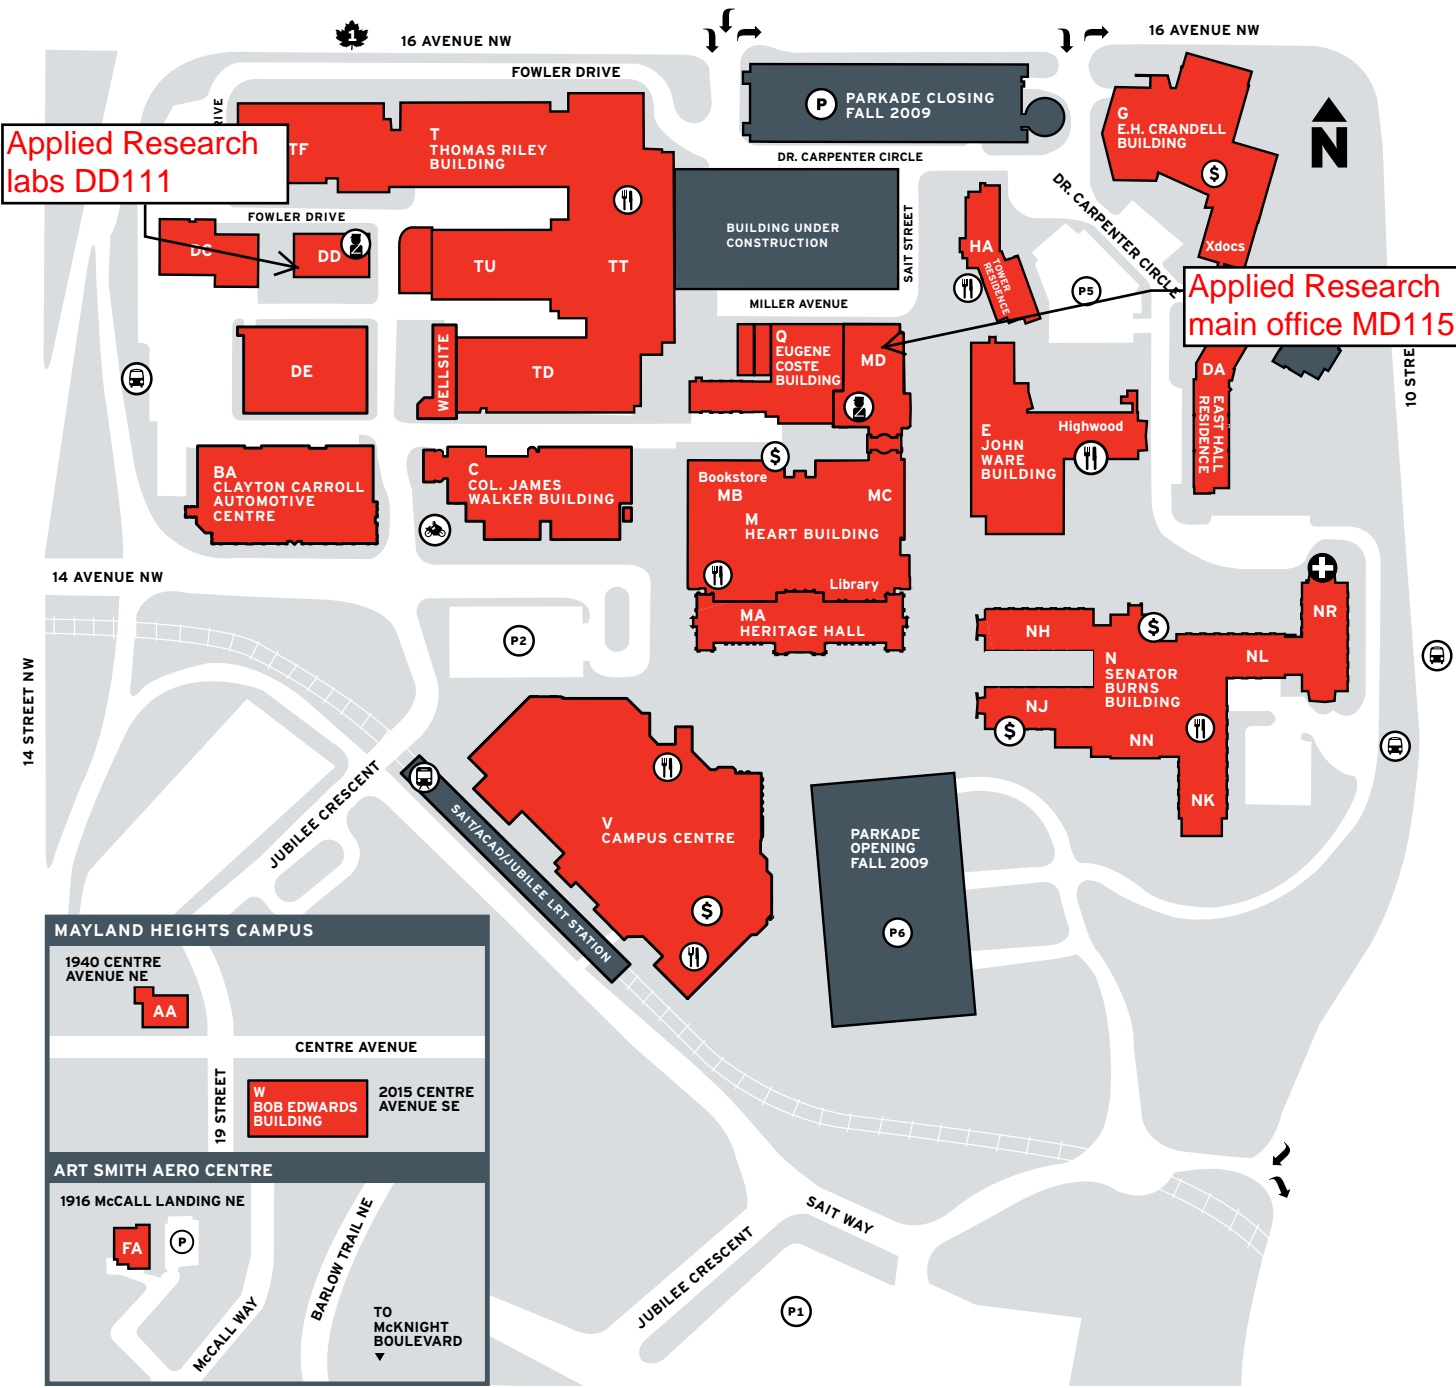 1
16 AVENUE NW
16 AVENUE NW
FOWLER DRIVE
P
PARKADE CLOSING
FALL 2009
G
E.H. CRANDELL
BUILDING
$
N
Applied Research
labs DD111
TF
T
THOMAS RILEY
BUILDING
DR. CARPENTER CIRCLE
DR. CARPENTER CIRCLE
FOWLER DRIVE
DC
DD
TU
TT
BUILDING UNDER
CONSTRUCTION
SAIT STREET
HA
TOWER
RESIDENCE
P5
Xdocs
Applied Research
main office MD115
MILLER AVENUE
DE
WELLSITE
TD
Q
EUGENE
COSTE
BUILDING
MD
DA
EAST HALL
RESIDENCE
10 STRE
BA
CLAYTON CARROLL
AUTOMOTIVE
CENTRE
C
COL. JAMES
WALKER BUILDING
$
Bookstore
MB
MC
M
HEART BUILDING
Library
E
JOHN
WARE
BUILDING
Highwood
14 AVENUE NW
MA
HERITAGE HALL
P2
NH
$
NR
N
SENATOR
BURNS
BUILDING
NL
NJ
$
NN
NK
14 STREET NW
JUBILEE CRESCENT
SAIT/ACAD/JUBILEE LRT STATION
V
CAMPUS CENTRE
$
PARKADE
OPENING
FALL 2009
P6
MAYLAND HEIGHTS CAMPUS
1940 CENTRE
AVENUE NE
AA
CENTRE AVENUE
19 STREET
W
BOB EDWARDS
BUILDING
2015 CENTRE
AVENUE SE
ART SMITH AERO CENTRE
1916 McCALL LANDING NE
FA
P
McCALL WAY
BARLOW TRAIL NE
TO
McKNIGHT
BOULEVARD
SAIT WAY
JUBILEE CRESCENT
P1